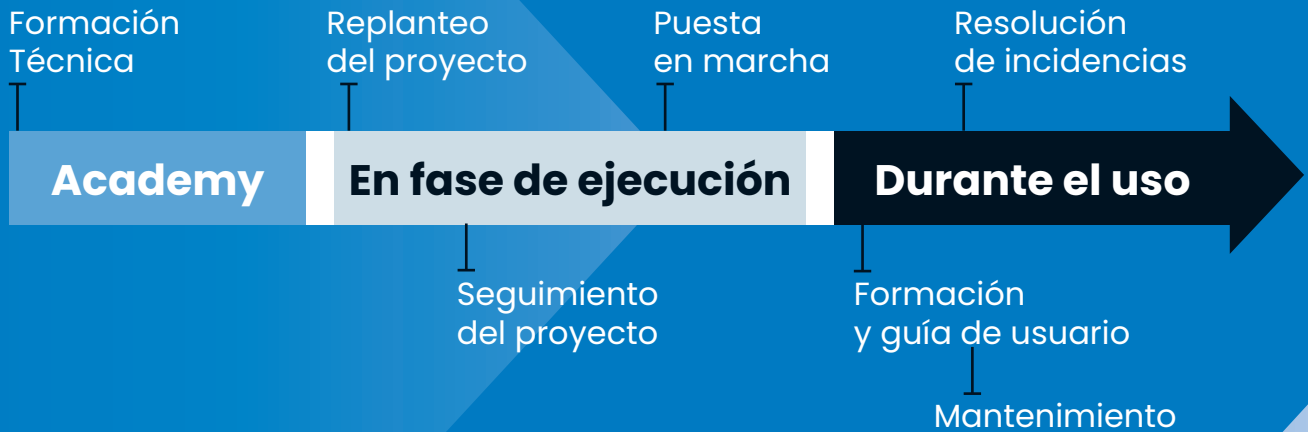 Formación
Técnica
Replanteo
del proyecto
Puesta
en marcha
Resolución
de incidencias
Academy
En fase de ejecución
Durante el uso
Seguimiento
del proyecto
Formación
y guía de usuario
Mantenimiento